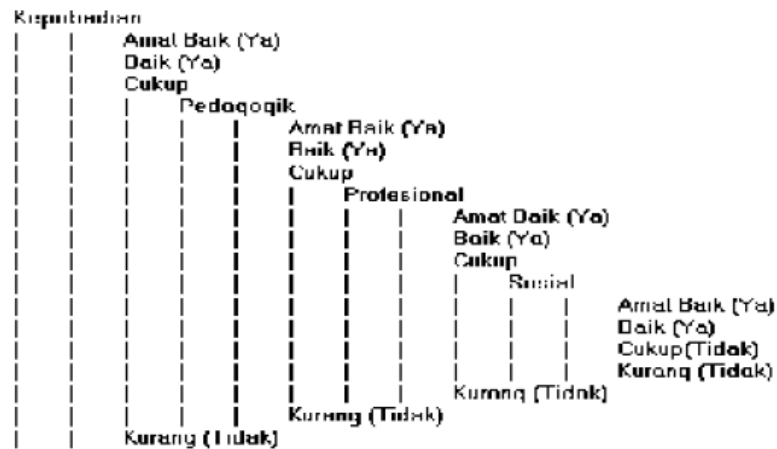 Kepribadian
Amat Baik (Ya)
Baik (Ya)
Cukup
Pedagogik
Amat Baik (Ya)
Baik (Ya)
Cukup
Profesional
Amat Baik (Ya)
Baik (Ya)
Cukup
Sosial
Amat Baik (Ya)
Baik (Ya)
Cukup(Tidak)
Kurang (Tidak)
Kurang (Tidak)
Kurang (Tidak)
Kurang (Tidak)